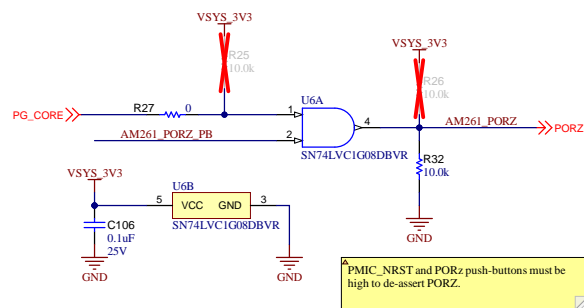 VSYS_3V3
VSYS_3V3
R25
10.0k
R26
10.0k
U6A
PG_CORE
R27
0
1
4
AM261_PORZ
PORZ
AM261_PORZ_PB
2
SN74LVC1G08DBVR
R32
10.0k
VSYS_3V3
U6B
5
VCC
GND
3
SN74LVC1G08DBVR
C106
0.1uF
25V
GND
GND
GND
PMIC_NRST and PORz push-buttons must be
high to de-assert PORZ.